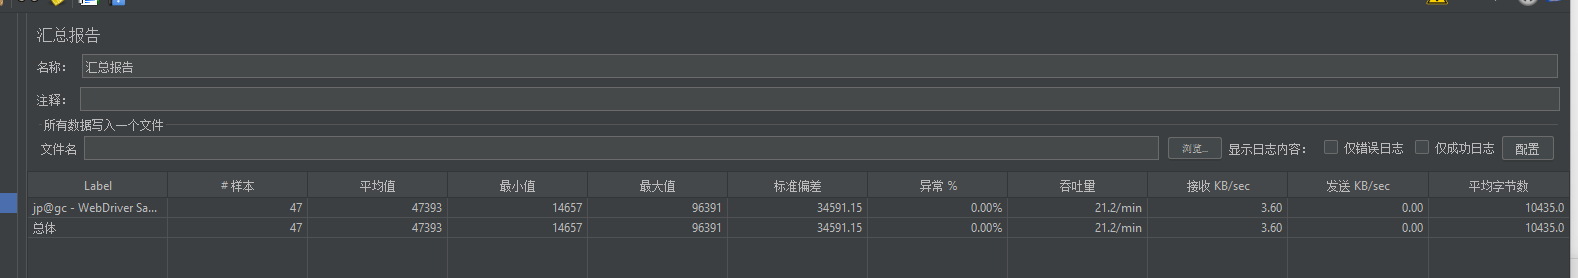 汇总报告
名称： 汇总报告
注释：
所有数据写入一个文件
文件名 浏览... 显示日志内容： 仅错误日志 仅成功日志 配置
Label # 样本 平均值 最小值 最大值 标准偏差 异常 % 吞吐量 接收 KB/sec 发送 KB/sec 平均字节数
jp@gc - WebDriver Sa... 47 47393 14657 96391 34591.15 0.00% 21.2/min 3.60 0.00 10435.0
总体 47 47393 14657 96391 34591.15 0.00% 21.2/min 3.60 0.00 10435.0